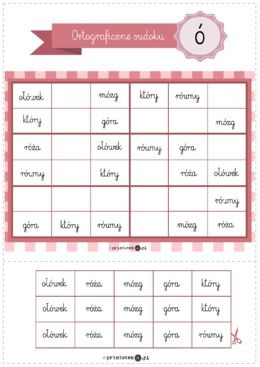 Ortograficzne sudoku
ó
ołówek mózg który równy
który góra mózg
róża ołówek równy góra
równy który róża ołówek
równy
góra który równy mózg róża
printotek.pl
ołówek róża mózg góra który
ołówek róża mózg góra który
ołówek róża mózg góra równy
printotek.pl